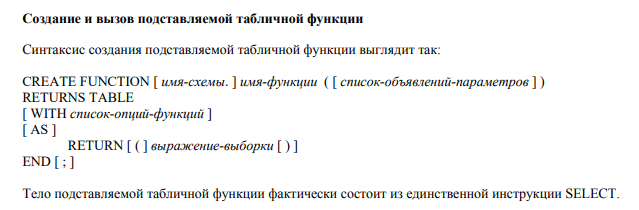 Создание и вызов подставляемой табличной функции
Синтаксис создания подставляемой табличной функции выглядит так:
CREATE FUNCTION [ имя-схемы. ] имя-функции ( [ список-объявлений-параметров ] )
RETURNS TABLE
[ WITH список-опций-функций ]
[ AS ]
RETURN [ ( ] выражение-выборки [ ) ]
END [ ; ]
Тело подставляемой табличной функции фактически состоит из единственной инструкции SELECT.